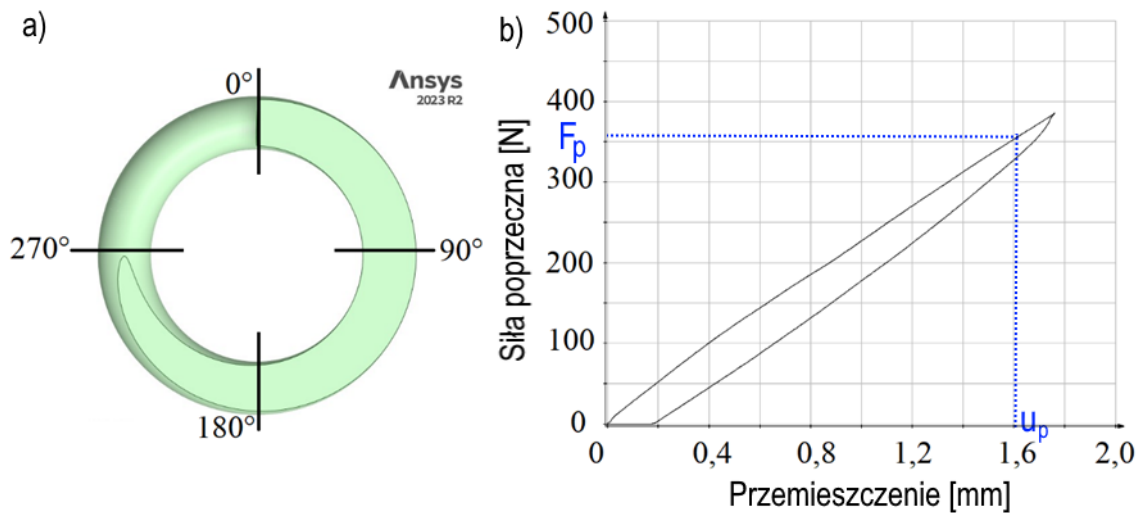 a)
0°
Ansys
2023 R2
270°
90°
180°
b)
Siła poprzeczna [N]
500
400
Fp
300
200
100
0
up
0
0,4
0,8
1,2
1,6
2,0
Przemieszczenie [mm]